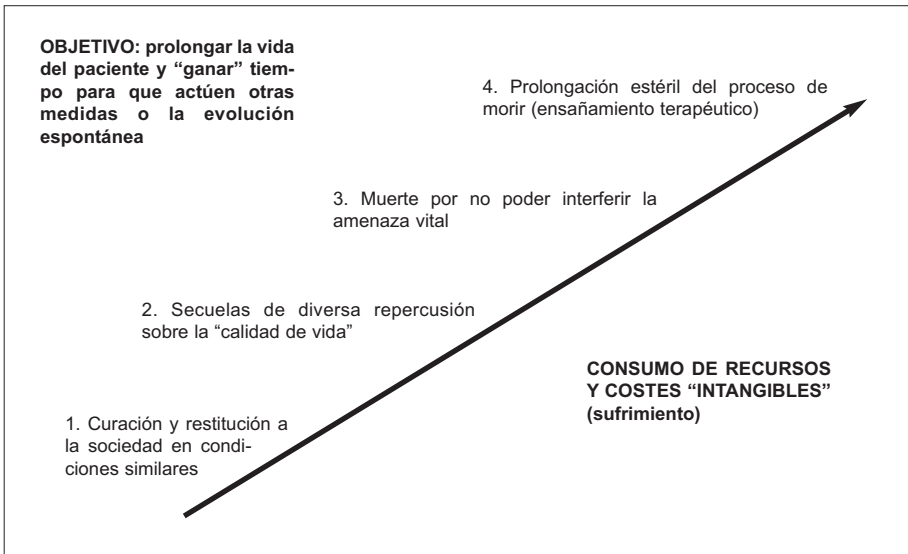 OBJETIVO: prolongar la vida
del paciente y “ganar” tiem-
po para que actúen otras
medidas o la evolución
espontánea
4. Prolongación estéril del proceso de
morir (ensañamiento terapéutico)
3. Muerte por no poder interferir la
amenaza vital
2. Secuelas de diversa repercusión
sobre la “calidad de vida”
CONSUMO DE RECURSOS
Y COSTES “INTANGIBLES”
(sufrimiento)
1. Curación y restitución a
la sociedad en condi-
ciones similares